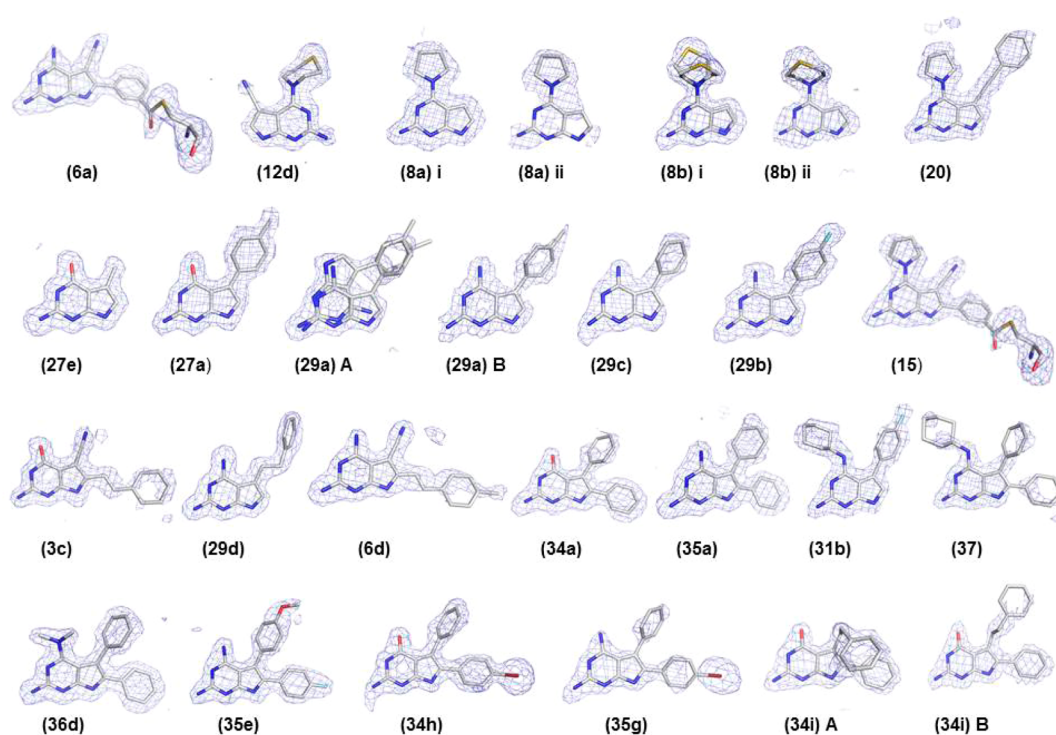 (6a) (12d) (8a) i (8a) ii (8b) i (8b) ii (20)
(27e) (27a) (29a) A (29a) B (29c) (29b) (15)
(3c) (29d) (6d) (34a) (35a) (31b) (37)
(36d) (35e) (34h) (35g) (34i) A (34i) B